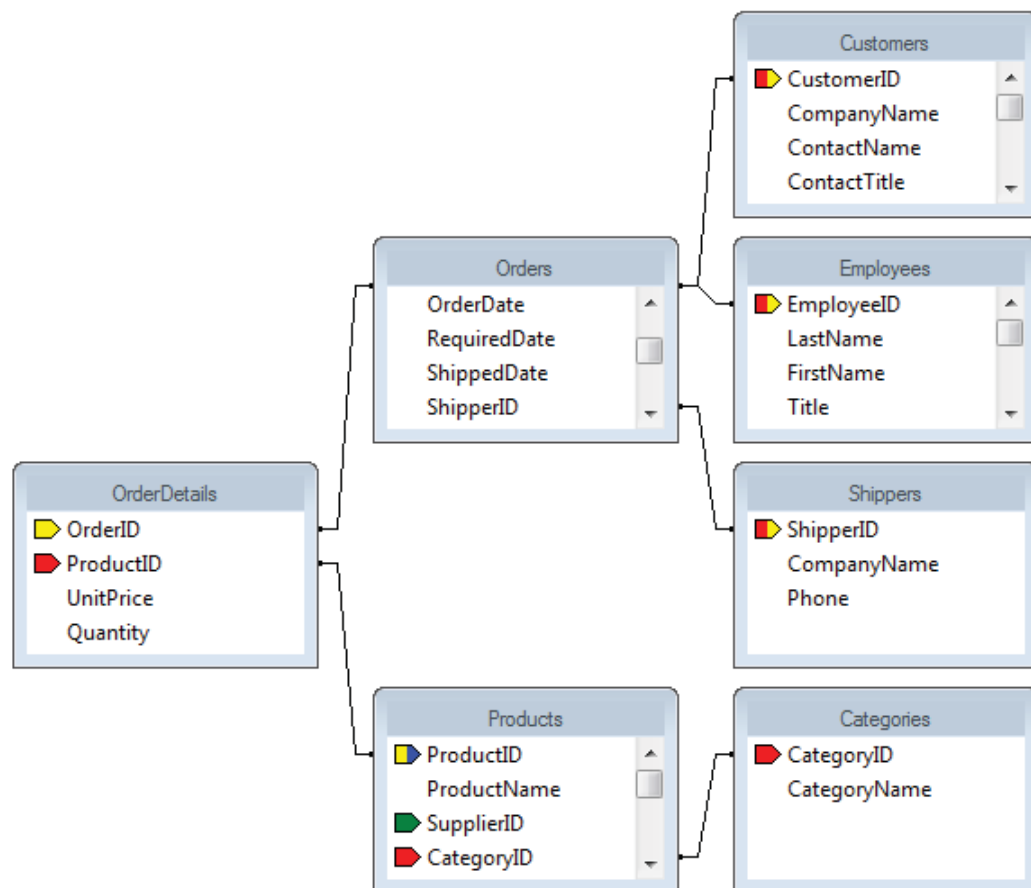 Customers
CustomerID
CompanyName
ContactName
ContactTitle
Orders
OrderDate
RequiredDate
ShippedDate
ShipperID
Employees
EmployeeID
LastName
FirstName
Title
OrderDetails
OrderID
ProductID
UnitPrice
Quantity
Shippers
ShipperID
CompanyName
Phone
Products
ProductID
ProductName
SupplierID
CategoryID
Categories
CategoryID
CategoryName